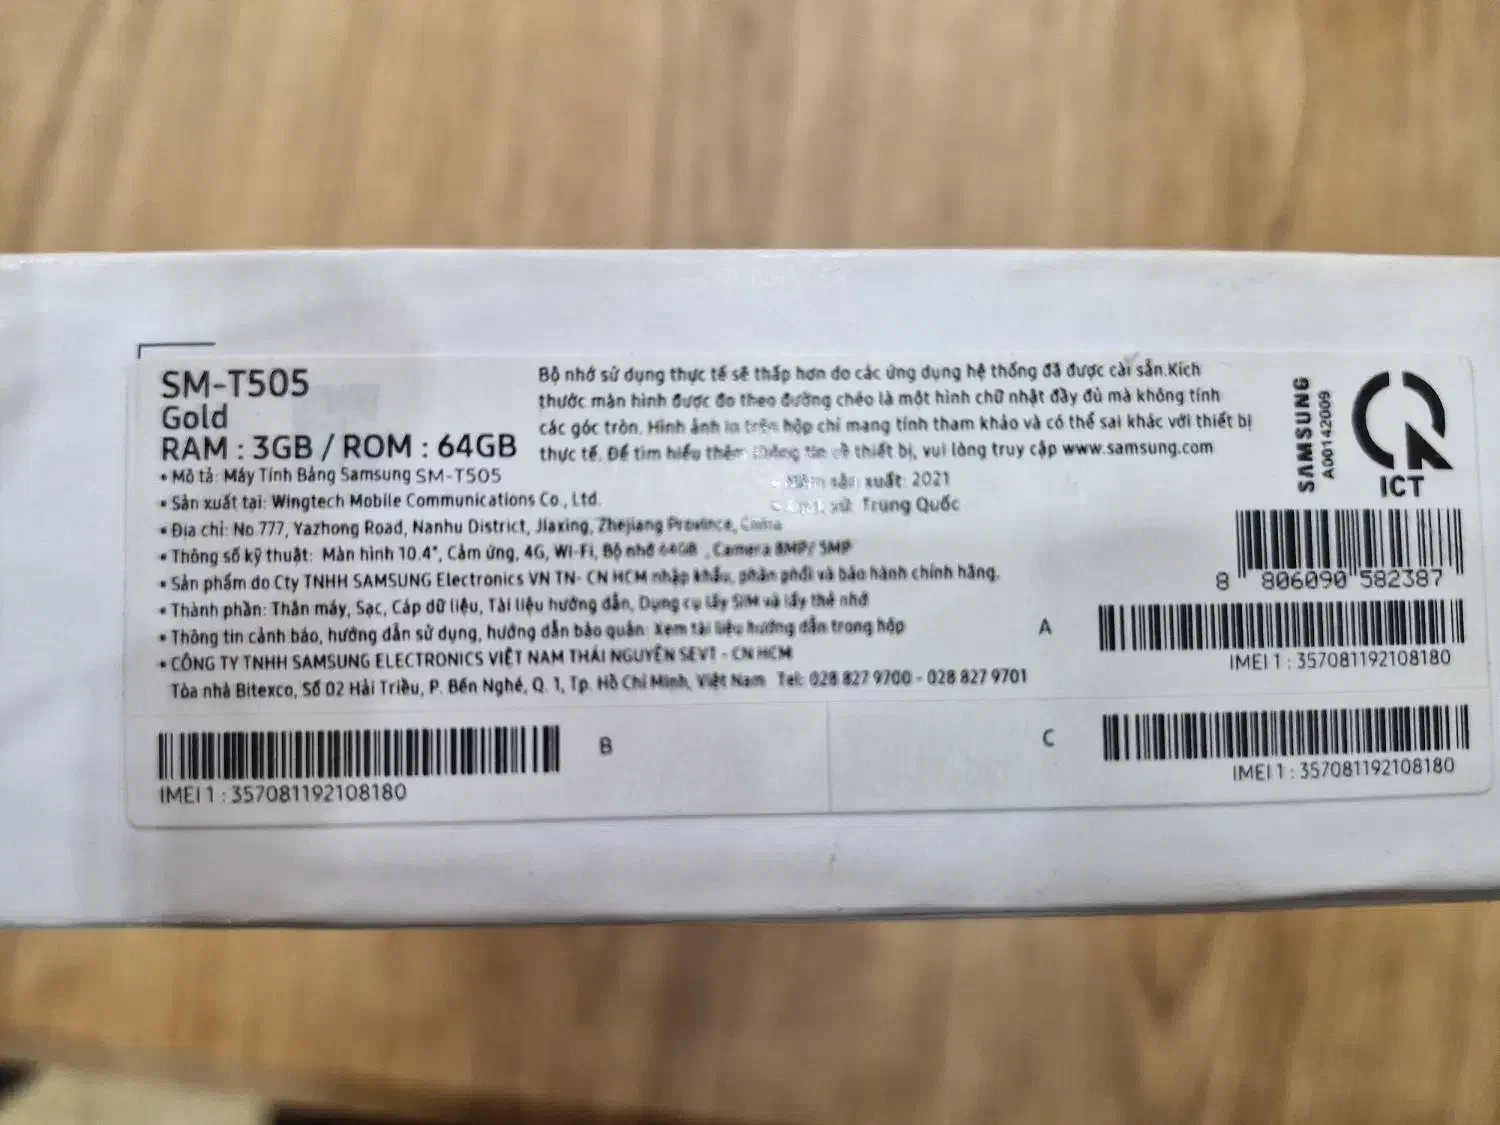 SM-T505
Gold
RAM : 3GB / ROM : 64GB
• Mô tả: Máy Tính Bảng Samsung SM-T505
• Sản xuất tại: Wingtech Mobile Communications Co., Ltd.
• Địa chỉ: No.777, Yazhong Road, Nanhu District, Jiaxing, Zhejiang Province, China
• Thông số kỹ thuật: Màn hình 10.4", Cảm ứng, 4G, Wi-Fi, Bộ nhớ 64GB , Camera 8MP/ 5MP
• Sản phẩm do Cty TNHH SAMSUNG Electronics VN TN- CN HCM nhập khẩu, phân phối và bảo hành chính hãng.
• Thành phần: Thân máy, Sạc, Cáp dữ liệu, Tài liệu hướng dẫn, Dụng cụ lấy SIM và lấy thẻ nhớ
• Thông tin cảnh báo, hướng dẫn sử dụng, hướng dẫn bảo quản: Xem tài liệu hướng dẫn trong hộp
• CÔNG TY TNHH SAMSUNG ELECTRONICS VIỆT NAM THÁI NGUYÊN SEVT - CN HCM
Tòa nhà Bitexco, Số 02 Hải Triều, P. Bến Nghé, Q. 1, Tp. Hồ Chí Minh, Việt Nam Tel: 028 827 9700 - 028 827 9701
Bộ nhớ sử dụng thực tế sẽ thấp hơn do các ứng dụng hệ thống đã được cài sẵn.Kích
thước màn hình được đo theo đường chéo là một hình chữ nhật đầy đủ mà không tính
các góc tròn. Hình ảnh in trên hộp chỉ mang tính tham khảo và có thể sai khác với thiết bị
thực tế. Để tìm hiểu thêm thông tin về thiết bị, vui lòng truy cập www.samsung.com
sản xuất: 2021
xứ: Trung Quốc
SAMSUNG
A00142009
ICT
8 806090 582387
A
IMEI 1 : 357081192108180
B
IMEI 1 : 357081192108180
C
IMEI 1 : 357081192108180